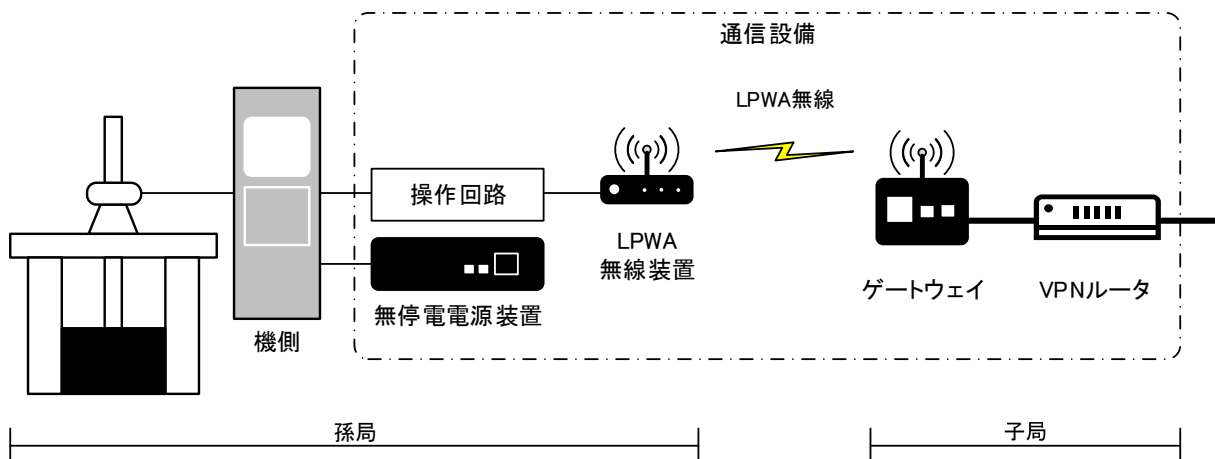 通信設備
LPWA無線
操作回路
LPWA
無線装置
無停電電源装置
機側
ゲートウェイ
VPNルータ
孫局
子局